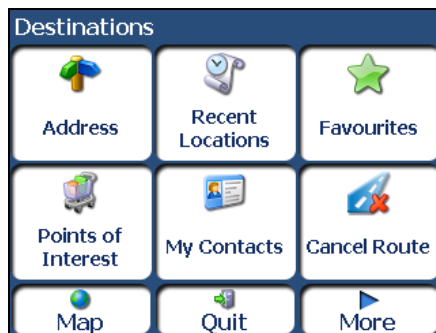 Destinations
Address
Recent
Locations
Favourites
Points of
Interest
My Contacts
Cancel Route
Map
Quit
More